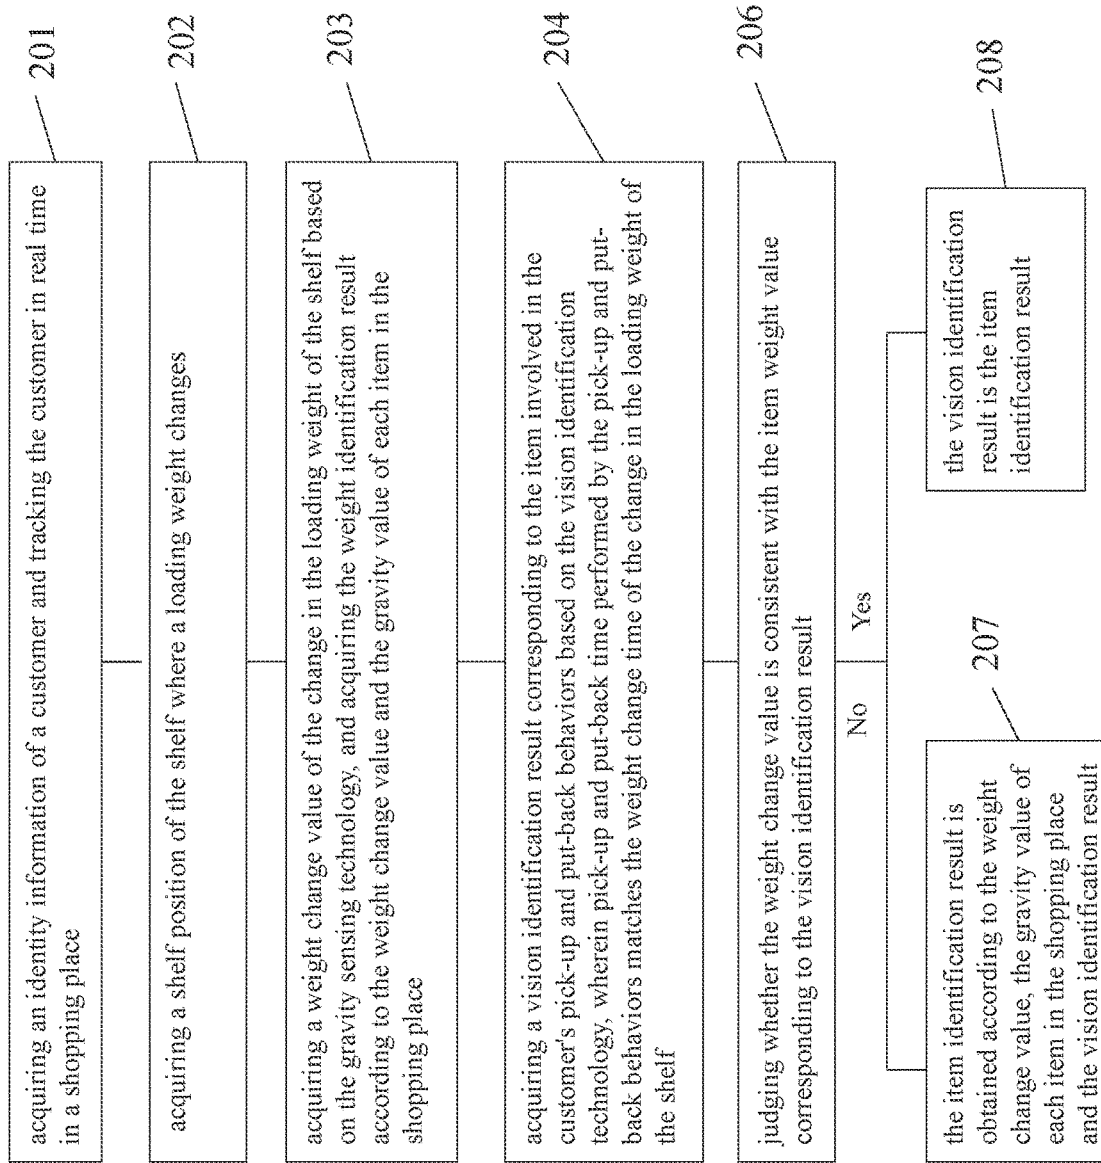 acquiring an identity information of a customer and tracking the customer in real time
in a shopping place
201
acquiring a shelf position of the shelf where a loading weight changes
202
acquiring a weight change value of the change in the loading weight of the shelf based
on the gravity sensing technology, and acquiring the weight identification result
according to the weight change value and the gravity value of each item in the
shopping place
203
acquiring a vision identification result corresponding to the item involved in the
customer's pick-up and put-back behaviors based on the vision identification
technology, wherein pick-up and put-back time performed by the pick-up and put-
back behaviors matches the weight change time of the change in the loading weight of
the shelf
204
judging whether the weight change value is consistent with the item weight value
corresponding to the vision identification result
206
No
Yes
207
the item identification result is
obtained according to the weight
change value, the gravity value of
each item in the shopping place
and the vision identification result
208
the vision identification
result is the item
identification result